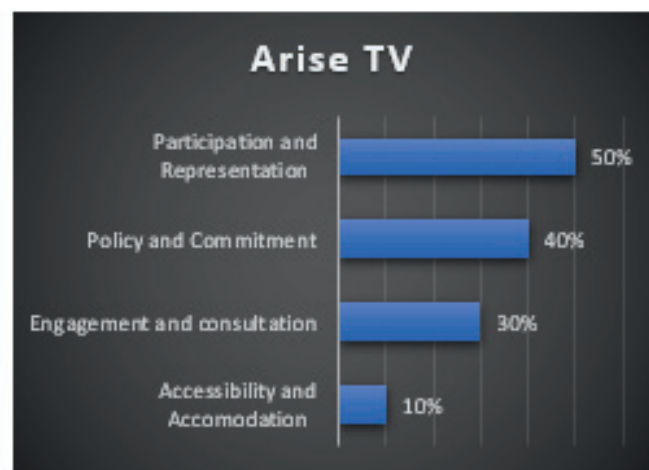 Arise TV
Participation and
Representation
50%
Policy and Commitment
40%
Engagement and consultation
30%
Accessibility and
Accomodation
10%